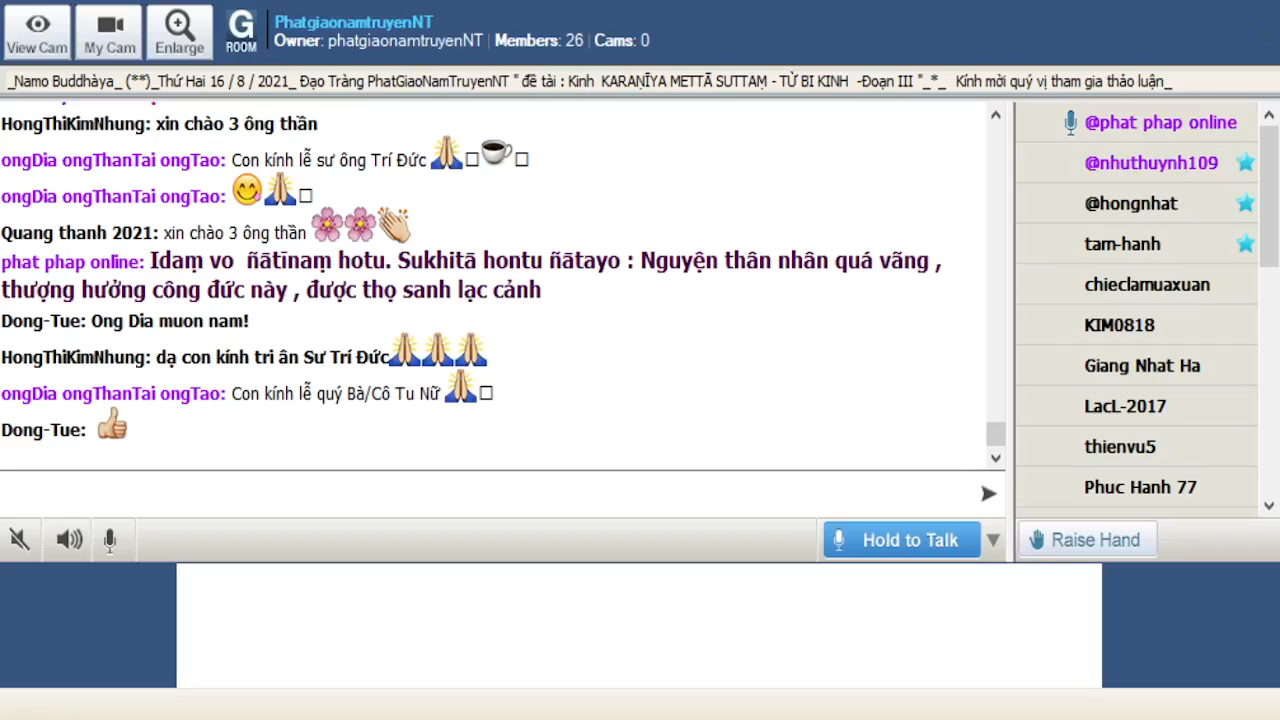 View Cam
My Cam
Enlarge
G
ROOM
PhatgiaonamtruyenNT
Owner: phatgiaonamtruyenNT | Members: 26 | Cams: 0
_Namo Buddhàya_ (**)_Thứ Hai 16 / 8 / 2021_ Đạo Tràng PhatGiaoNamTruyenNT " đề tài : Kinh KARAṆĪYA METTĀ SUTTAṂ - TỪ BI KINH -Đoạn III "_*_ Kính mời quý vị tham gia thảo luận_
HongThiKimNhung: xin chào 3 ông thần
ongDia ongThanTai ongTao: Con kính lễ sư ông Trí Đức
ongDia ongThanTai ongTao:
Quang thanh 2021: xin chào 3 ông thần
phat phap online: Idaṃ vo ñātīnaṃ hotu. Sukhitā hontu ñātayo : Nguyện thân nhân quá vãng ,
thượng hưởng công đức này , được thọ sanh lạc cảnh
Dong-Tue: Ong Dia muon nam!
HongThiKimNhung: dạ con kính tri ân Sư Trí Đức
ongDia ongThanTai ongTao: Con kính lễ quý Bà/Cô Tu Nữ
Dong-Tue:
@phat phap online
@nhuthuynh109
@hongnhat
tam-hanh
chieclamuaxuan
KIM0818
Giang Nhat Ha
LacL-2017
thienvu5
Phuc Hanh 77
Hold to Talk
Raise Hand